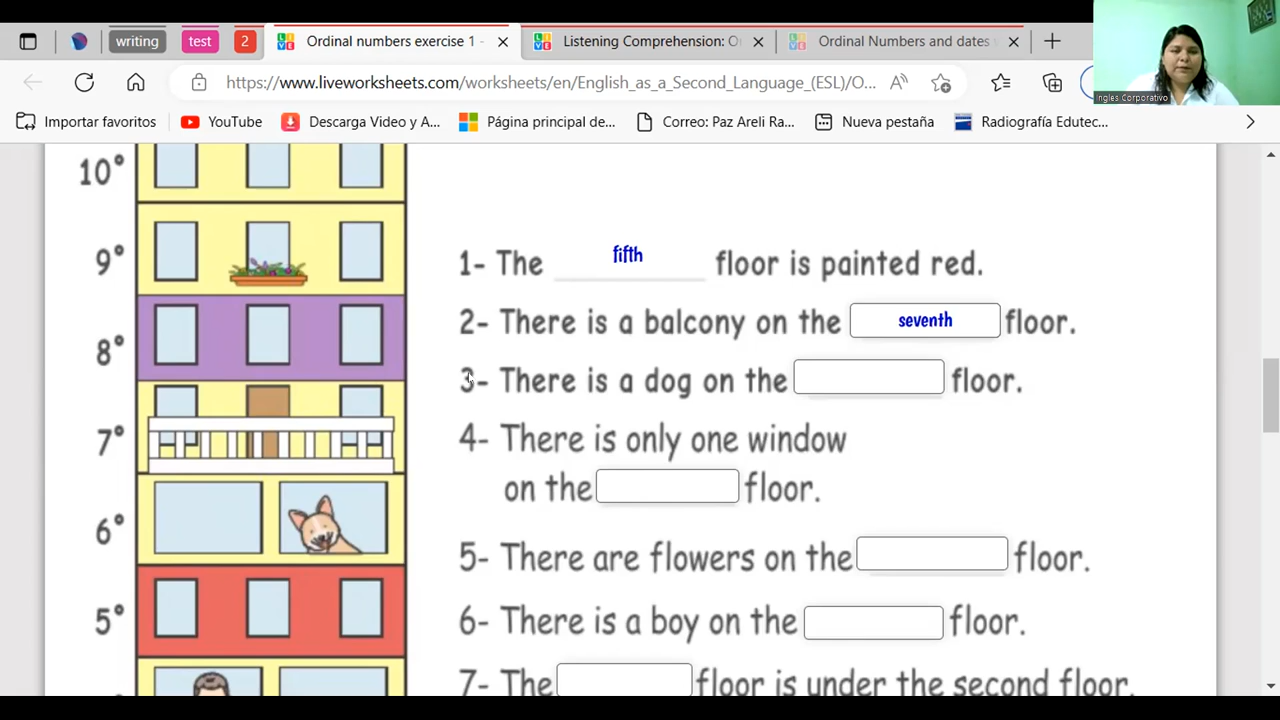 writing
test
2
Ordinal numbers exercise 1 -
Listening Comprehension: O
Ordinal Numbers and dates
https://www.liveworksheets.com/worksheets/en/English_as_a_Second_Language_(ESL)/O...
Ingles Corporativo
Importar favoritos
YouTube
Descarga Video y A...
Página principal de...
Correo: Paz Areli Ra...
Nueva pestaña
Radiografía Edutec...
10°
9°
8°
7°
6°
5°
1- The fifth floor is painted red.
2- There is a balcony on the seventh floor.
3- There is a dog on the floor.
4- There is only one window
on the floor.
5- There are flowers on the floor.
6- There is a boy on the floor.
7- The floor is under the second floor.